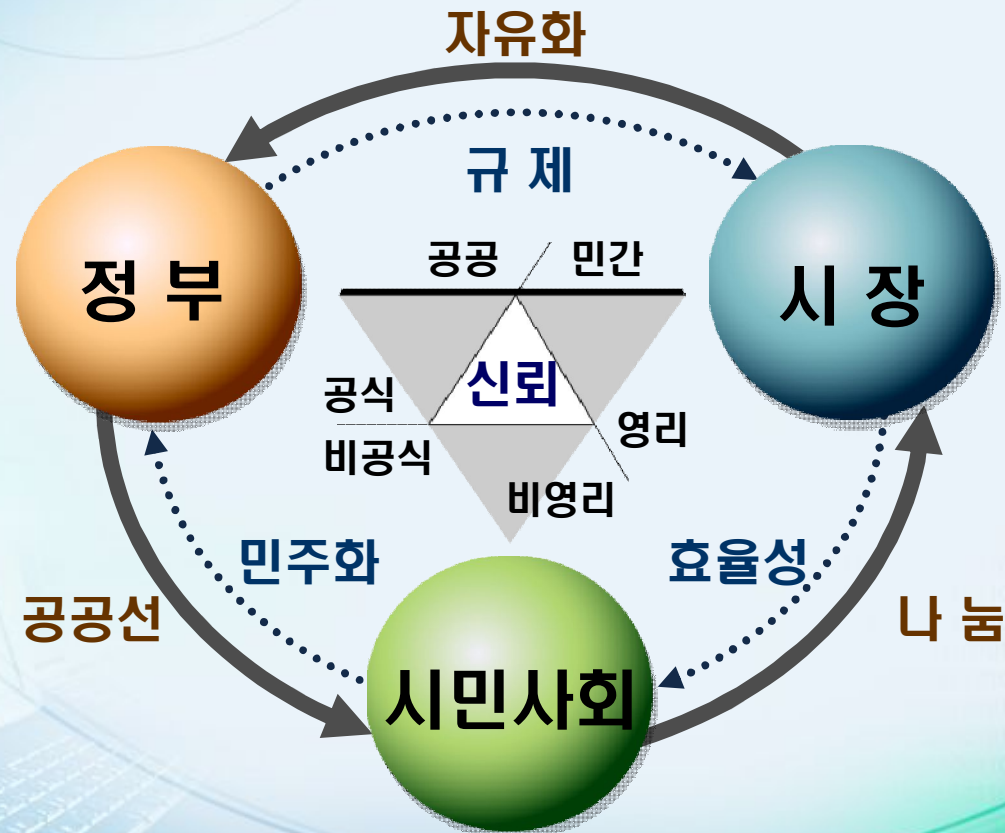 자유화
규 제
공공
민간
정 부
시 장
신뢰
공식
비공식
영리
비영리
민주화
효율성
공공선
나 눔
시민사회